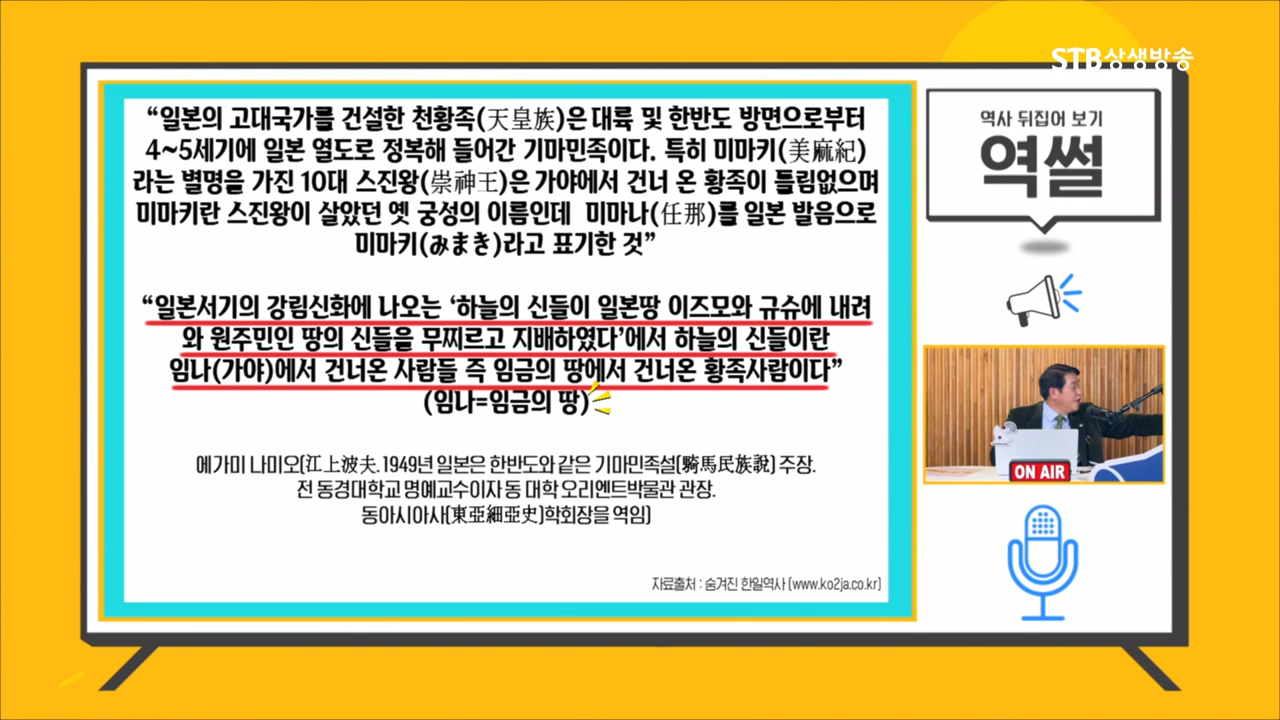 STB상생방송
“일본의 고대국가를 건설한 천황족(天皇族)은 대륙 및 한반도 방면으로부터
4~5세기에 일본 열도로 정복해 들어간 기마민족이다. 특히 미마키(美麻紀)
라는 별명을 가진 10대 스진왕(崇神王)은 가야에서 건너 온 황족이 틀림없으며
미마키란 스진왕이 살았던 옛 궁성의 이름인데 미마나(任那)를 일본 발음으로
미마키(みまき)라고 표기한 것”
“일본서기의 강림신화에 나오는 ‘하늘의 신들이 일본땅 이즈모와 규슈에 내려
와 원주민인 땅의 신들을 무찌르고 지배하였다’에서 하늘의 신들이란
임나(가야)에서 건너온 사람들 즉 임금의 땅에서 건너온 황족사람이다”
(임나=임금의 땅)
에가미 나미오(江上波夫. 1949년 일본은 한반도와 같은 기마민족설(騎馬民族說) 주장.
전 동경대학교 명예교수이자 동 대학 오리엔트박물관 관장.
동아시아사(東亞細亞史)학회장을 역임)
자료출처 : 숨겨진 한일역사 (www.ko2ja.co.kr)
역사 뒤집어 보기
역썰
ON AIR